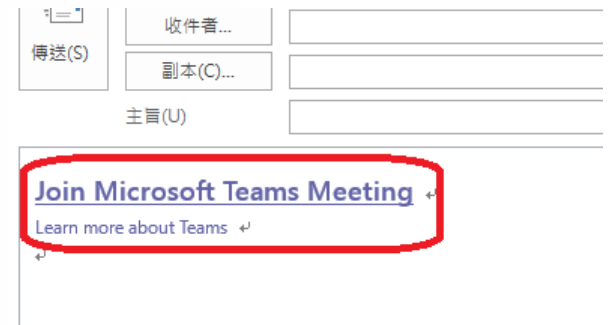 收件者...
傳送(S)
副本(C)...
主旨(U)
Join Microsoft Teams Meeting
Learn more about Teams